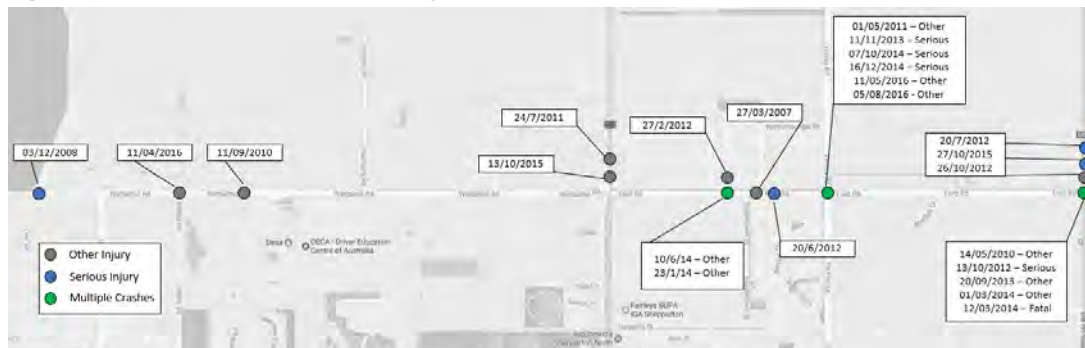 01/05/2011 – Other
11/11/2013 – Serious
07/10/2014 – Serious
16/12/2014 – Serious
11/05/2016 – Other
05/08/2016 - Other
24/7/2011
27/2/2012
27/03/2007
20/7/2012
27/10/2015
26/10/2012
03/12/2008
11/04/2016
11/09/2010
13/10/2015
20/6/2012
Other Injury
Serious Injury
Multiple Crashes
DECA - Driver Education
Centre of Australia
10/6/14 – Other
23/1/14 – Other
14/05/2010 – Other
13/10/2012 – Serious
20/09/2013 – Other
01/03/2014 – Other
12/03/2014 – Fatal
Fairleys SUPA
IGA Shepparton